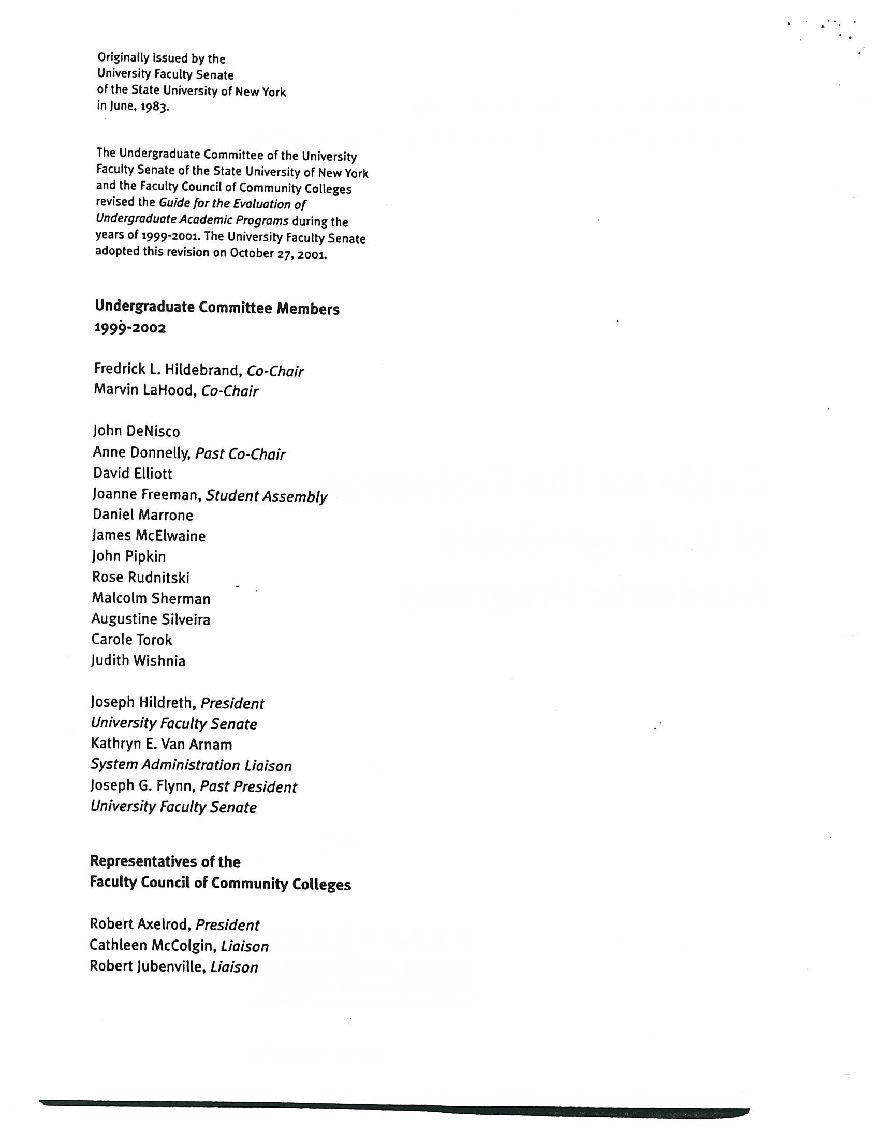 Originally issued by the
University Faculty Senate
of the State University of New York
in June, 1983.
The Undergraduate Committee of the University
Faculty Senate of the State University of New York
and the Faculty Council of Community Colleges
revised the Guide for the Evaluation of
Undergraduate Academic Programs during the
years of 1999-2001. The University Faculty Senate
adopted this revision on October 27, 2001.
Undergraduate Committee Members
1999-2002
Fredrick L. Hildebrand, Co-Chair
Marvin LaHood, Co-Chair
John DeNisco
Anne Donnelly, Past Co-Chair
David Elliott
Joanne Freeman, Student Assembly
Daniel Marrone
James McElwaine
John Pipkin
Rose Rudnitski
Malcolm Sherman
Augustine Silveira
Carole Torok
Judith Wishnia
Joseph Hildreth, President
University Faculty Senate
Kathryn E. Van Arnam
System Administration Liaison
Joseph G. Flynn, Past President
University Faculty Senate
Representatives of the
Faculty Council of Community Colleges
Robert Axelrod, President
Cathleen McColgin, Liaison
Robert Jubenville, Liaison